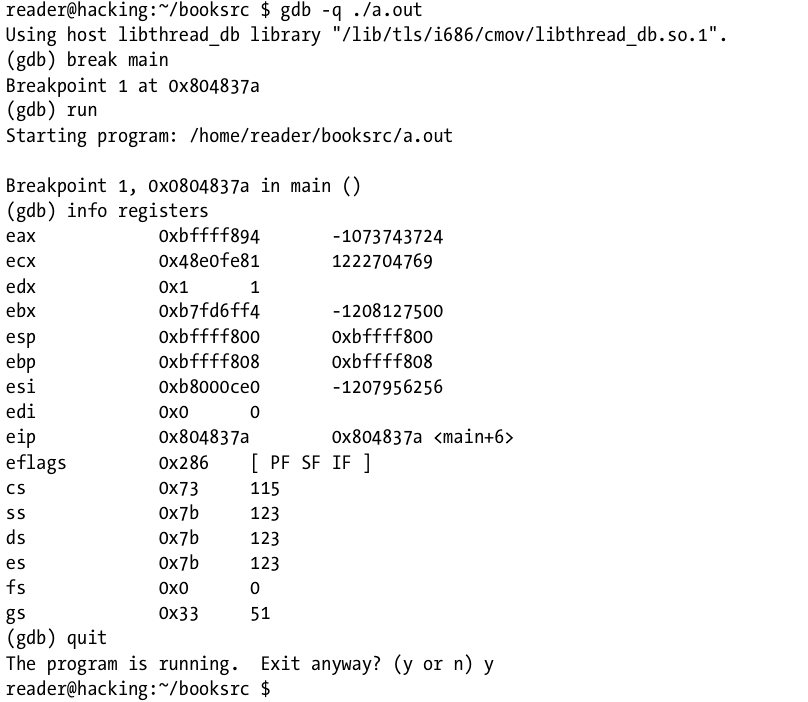 reader@hacking:~/booksrc $ gdb -q ./a.out
Using host libthread_db library "/lib/tls/i686/cmov/libthread_db.so.1".
(gdb) break main
Breakpoint 1 at 0x804837a
(gdb) run
Starting program: /home/reader/booksrc/a.out

Breakpoint 1, 0x0804837a in main ()
(gdb) info registers
eax            0xbffff894       -1073743724
ecx            0x48e0fe81       1222704769
edx            0x1      1
ebx            0xb7fd6ff4       -1208127500
esp            0xbffff800       0xbffff800
ebp            0xbffff808       0xbffff808
esi            0xb8000ce0       -1207956256
edi            0x0      0
eip            0x804837a        0x804837a <main+6>
eflags         0x286    [ PF SF IF ]
cs             0x73     115
ss             0x7b     123
ds             0x7b     123
es             0x7b     123
fs             0x0      0
gs             0x33     51
(gdb) quit
The program is running.  Exit anyway? (y or n) y
reader@hacking:~/booksrc $